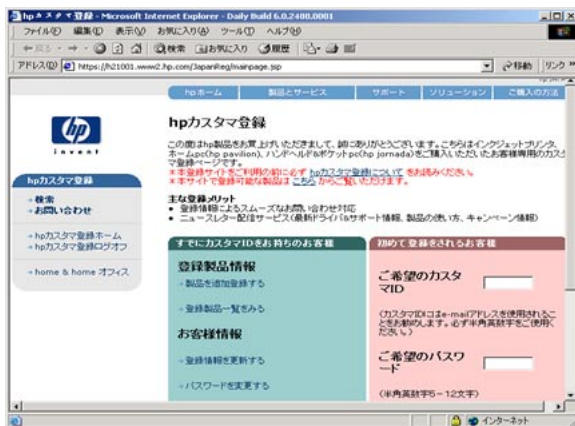 hpカスタマ登録 - Microsoft Internet Explorer - Daily Build 6.0.2400.0001
ファイル(F) 編集(E) 表示(V) お気に入り(A) ツール(T) ヘルプ(H)
戻る 検索 お気に入り 履歴
アドレス(D) https://h21001.www2.hp.com/JapanReg/mainpage.jsp 移動 リンク »
hp ホーム 製品とサービス サポート ソリューション ご購入の方法
hp
invent
hpカスタマ登録
検索
お問い合わせ
hpカスタマ登録ホーム
hpカスタマ登録ログオフ
home & home オフィス
hpカスタマ登録
この度はhp製品をお買上げいただきまして、誠にありがとうございます。こちらはインクジェットプリンタ、
ホームpc(hp pavilion)、ハンドヘルド&ポケットpc(hp jornada)をご購入いただいたお客様専用のカスタ
マ登録ページです。
*本登録サイトをご利用の前に必ず hpカスタマ登録について をお読みください。
*本サイトで登録可能な製品は こちら からご覧いただけます。
主な登録メリット
● 登録情報によるスムーズなお問い合わせ対応
● ニュースレター配信サービス(最新ドライバ&サポート情報、製品の使い方、キャンペーン情報)
すでにカスタマIDをお持ちのお客様
登録製品情報
製品を追加登録する
登録製品一覧をみる
お客様情報
登録情報を更新する
パスワードを変更する
初めて登録をされるお客様
ご希望のカスタ
マID
(カスタマIDにはe-mailアドレスを使用されるこ
とをお勧めします。必ず半角英数字をご使用く
ださい。)
ご希望のパスワ
ード
(半角英数字5-12文字)
インターネット